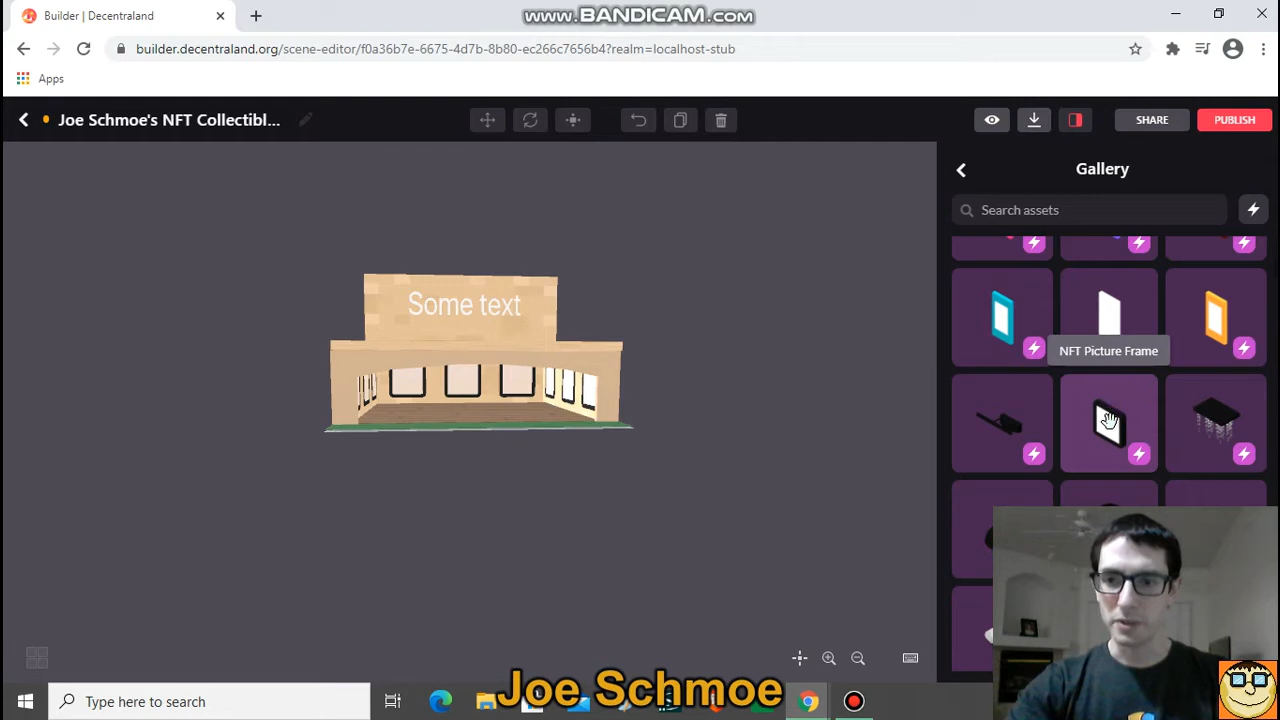 www.BANDICAM.com
Builder | Decentraland
builder.decentraland.org/scene-editor/f0a36b7e-6675-4d7b-8b80-ec266c7656b4?realm=localhost-stub
Apps
Joe Schmoe's NFT Collectibl...
SHARE
PUBLISH
Gallery
Search assets
Some text
NFT Picture Frame
Joe Schmoe
Type here to search